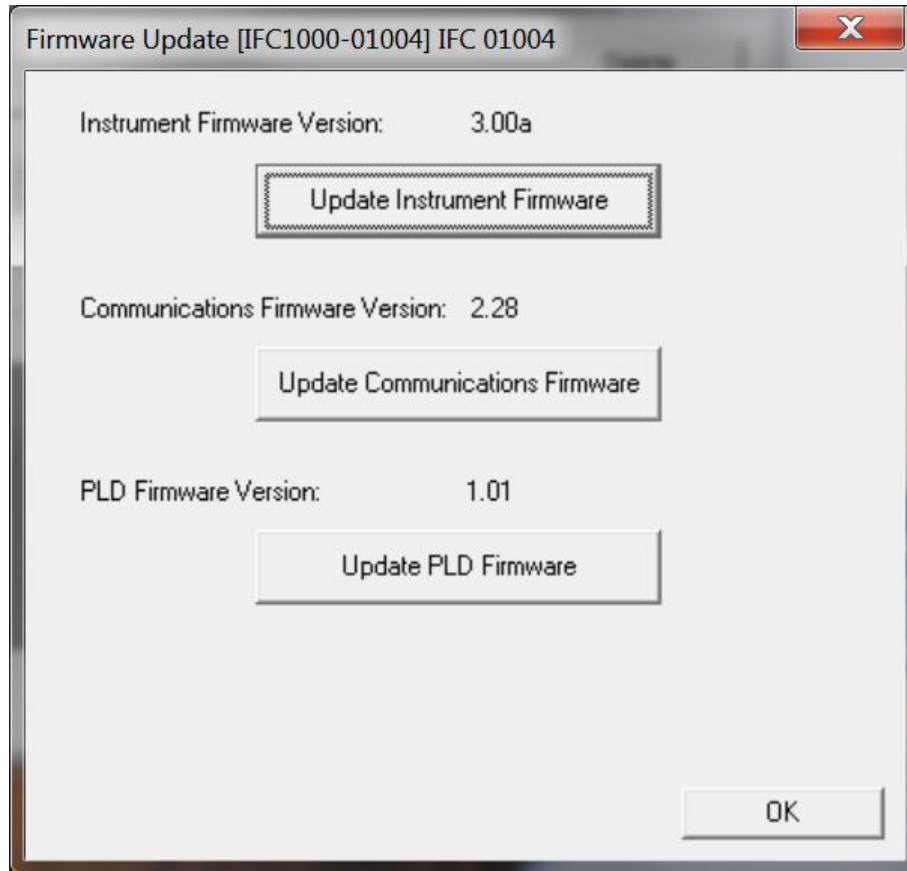 Firmware Update [IFC1000-01004] IFC 01004
Instrument Firmware Version: 3.00a
Update Instrument Firmware
Communications Firmware Version: 2.28
Update Communications Firmware
PLD Firmware Version: 1.01
Update PLD Firmware
OK